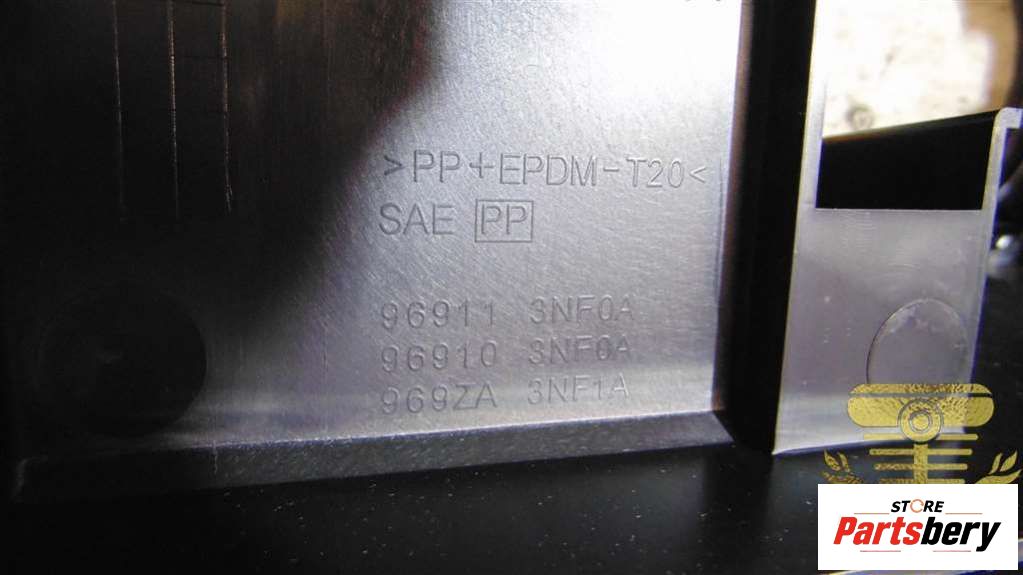 >PP+EPDM-T20<
SAE PP
96911 3NF0A
96910 3NF0A
969ZA 3NF1A
STORE
Partsbery